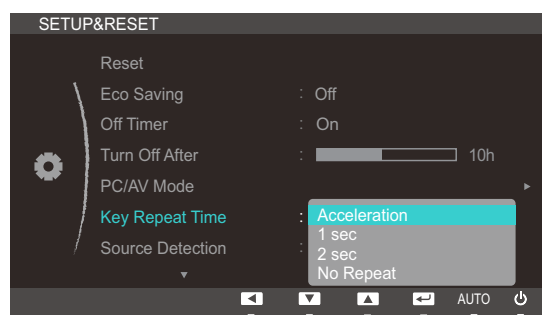 SETUP&RESET
Reset
Eco Saving : Off
Off Timer : On
Turn Off After : 10h
PC/AV Mode
Key Repeat Time : Acceleration
1 sec
Source Detection : 2 sec
No Repeat
AUTO